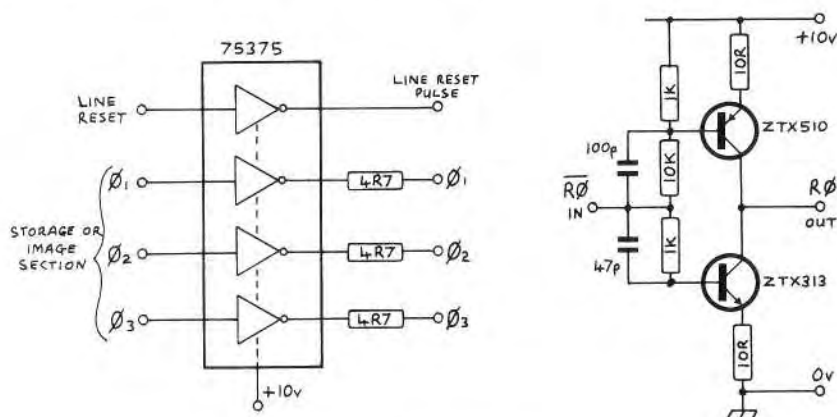 75375
LINE
RESET
LINE RESET
PULSE
Ø1
4R7
Ø1
STORAGE OR
IMAGE
SECTION
Ø2
4R7
Ø2
Ø3
4R7
Ø3
+10v
+10v
1K
10R
ZTX510
100p
10K
R̅Ø̅
IN
RØ
OUT
47p
1K
ZTX313
10R
0v